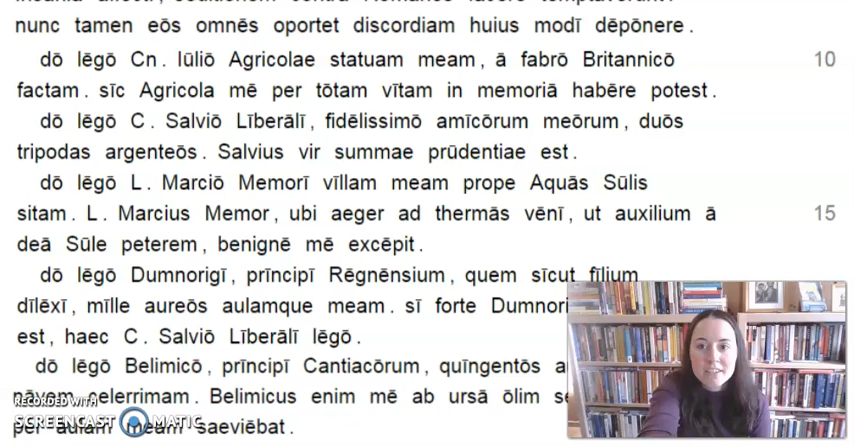 nunc tamen eōs omnēs oportet discordiam huius modī dēpōnere.
dō lēgō Cn. Iūliō Agricolae statuam meam, ā fabrō Britannicō 10
factam. sīc Agricola mē per tōtam vītam in memoriā habēre potest.
dō lēgō C. Salviō Līberālī, fidēlissimō amīcōrum meōrum, duōs
tripodas argenteōs. Salvius vir summae prūdentiae est.
dō lēgō L. Marciō Memorī vīllam meam prope Aquās Sūlis
sitam. L. Marcius Memor, ubi aeger ad thermās vēnī, ut auxilium ā 15
deā Sūle peterem, benignē mē excēpit.
dō lēgō Dumnorigī, prīncipī Rēgnēnsium, quem sīcut fīlium
dīlēxī, mīlle aureōs aulamque meam. sī forte
est, haec C. Salviō Līberālī lēgō.
dō lēgō Belimicō, prīncipī Cantiacōrum, quīngentōs
Belimicus enim mē ab ursā ōlim
per aulam meam saeviēbat.
RECORDED WITH
SCREENCAST MATIC